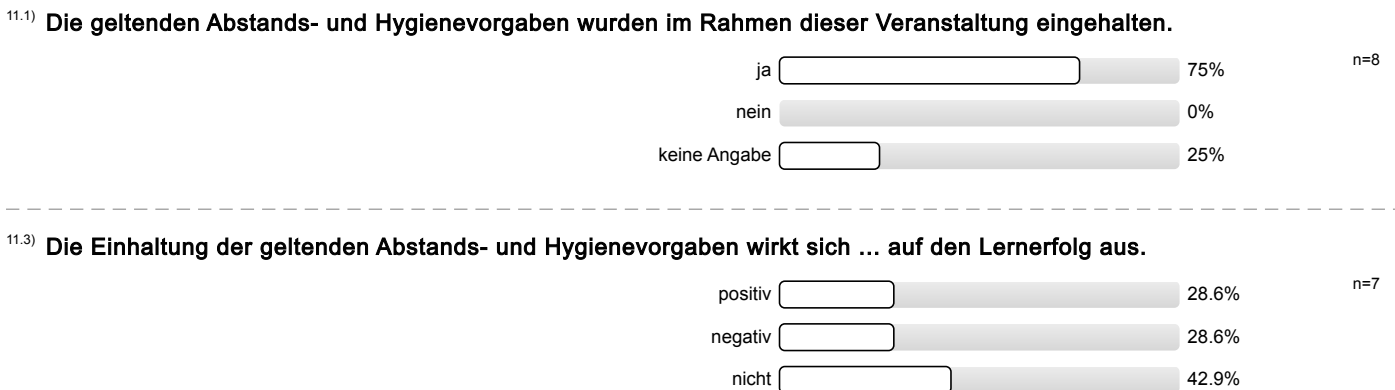 11.1) Die geltenden Abstands- und Hygienevorgaben wurden im Rahmen dieser Veranstaltung eingehalten.
n=8
ja 75%
nein 0%
keine Angabe 25%
11.3) Die Einhaltung der geltenden Abstands- und Hygienevorgaben wirkt sich ... auf den Lernerfolg aus.
n=7
positiv 28.6%
negativ 28.6%
nicht 42.9%